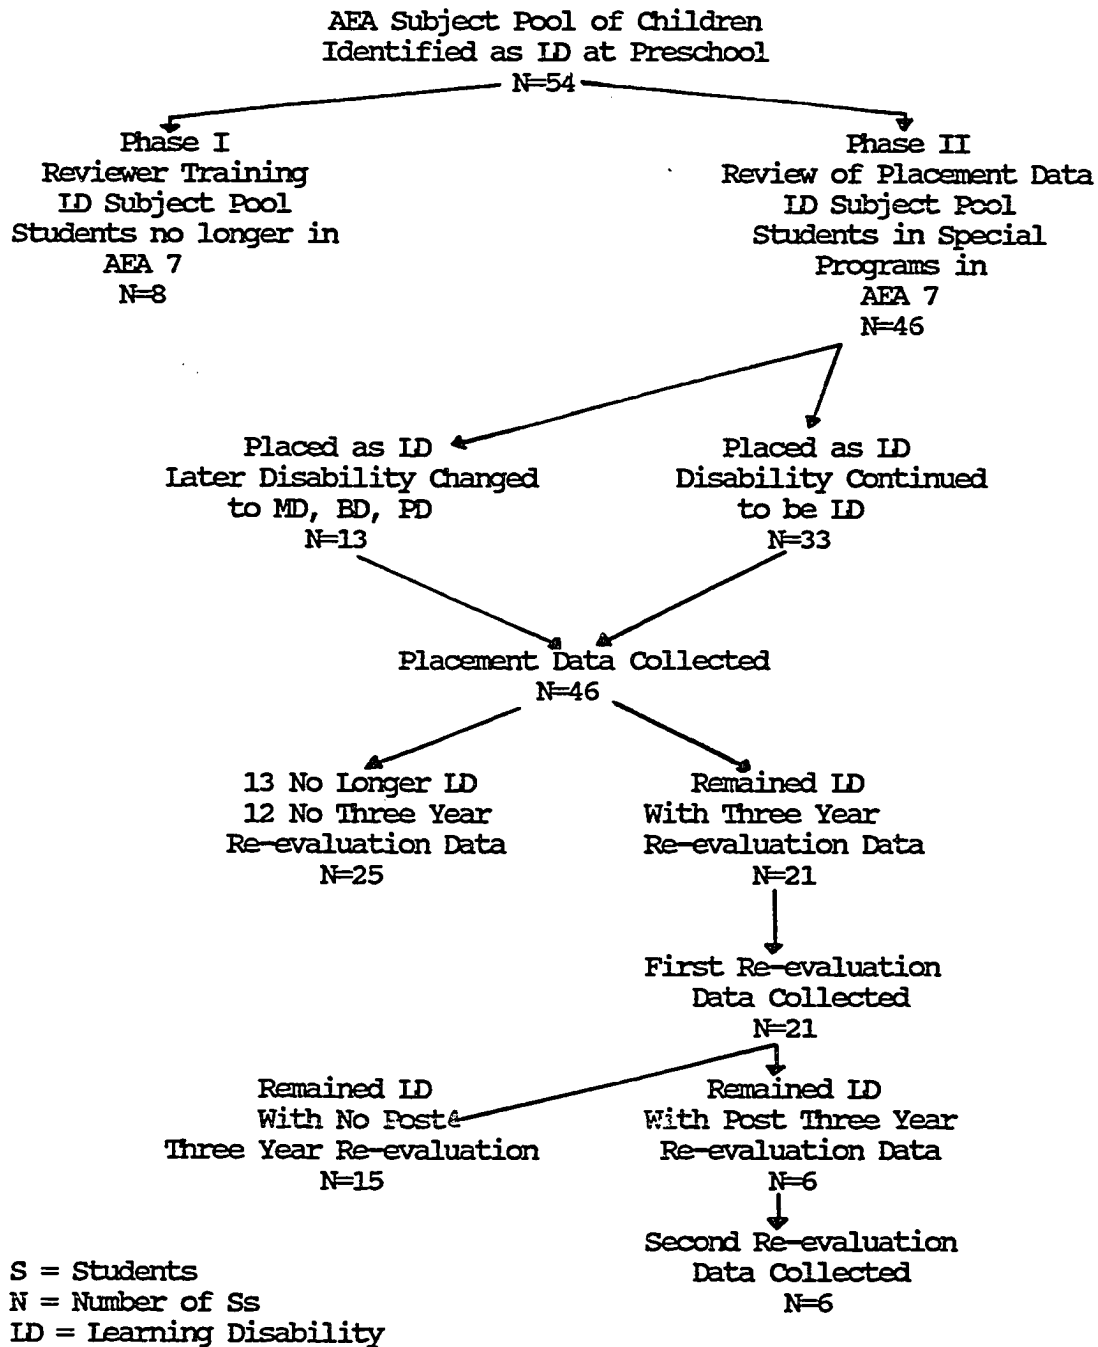 AEA Subject Pool of Children
Identified as LD at Preschool
N=54
Phase I
Reviewer Training
LD Subject Pool
Students no longer in
AEA 7
N=8
Phase II
Review of Placement Data
LD Subject Pool
Students in Special
Programs in
AEA 7
N=46
Placed as LD
Later Disability Changed
to MD, BD, PD
N=13
Placed as LD
Disability Continued
to be LD
N=33
Placement Data Collected
N=46
13 No Longer LD
12 No Three Year
Re-evaluation Data
N=25
Remained LD
With Three Year
Re-evaluation Data
N=21
First Re-evaluation
Data Collected
N=21
Remained LD
With No Post
Three Year Re-evaluation
N=15
Remained LD
With Post Three Year
Re-evaluation Data
N=6
Second Re-evaluation
Data Collected
N=6
S = Students
N = Number of Ss
LD = Learning Disability